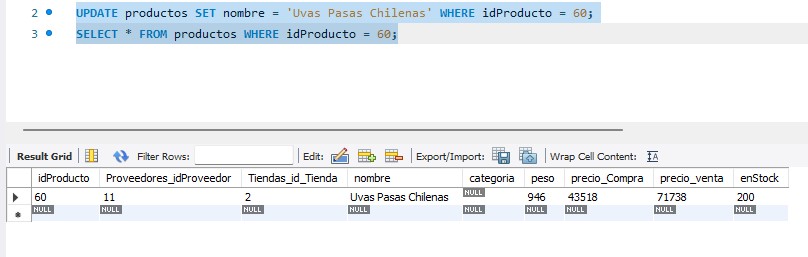 2 UPDATE productos SET nombre = 'Uvas Pasas Chilenas' WHERE idProducto = 60;
3 SELECT * FROM productos WHERE idProducto = 60;
Result Grid Filter Rows: Edit: Export/Import: Wrap Cell Content: IA
idProducto Proveedores_idProveedor Tiendas_id_Tienda nombre categoria peso precio_Compra precio_venta enStock
60 11 2 Uvas Pasas Chilenas NULL 946 43518 71738 200
NULL NULL NULL NULL NULL NULL NULL NULL NULL